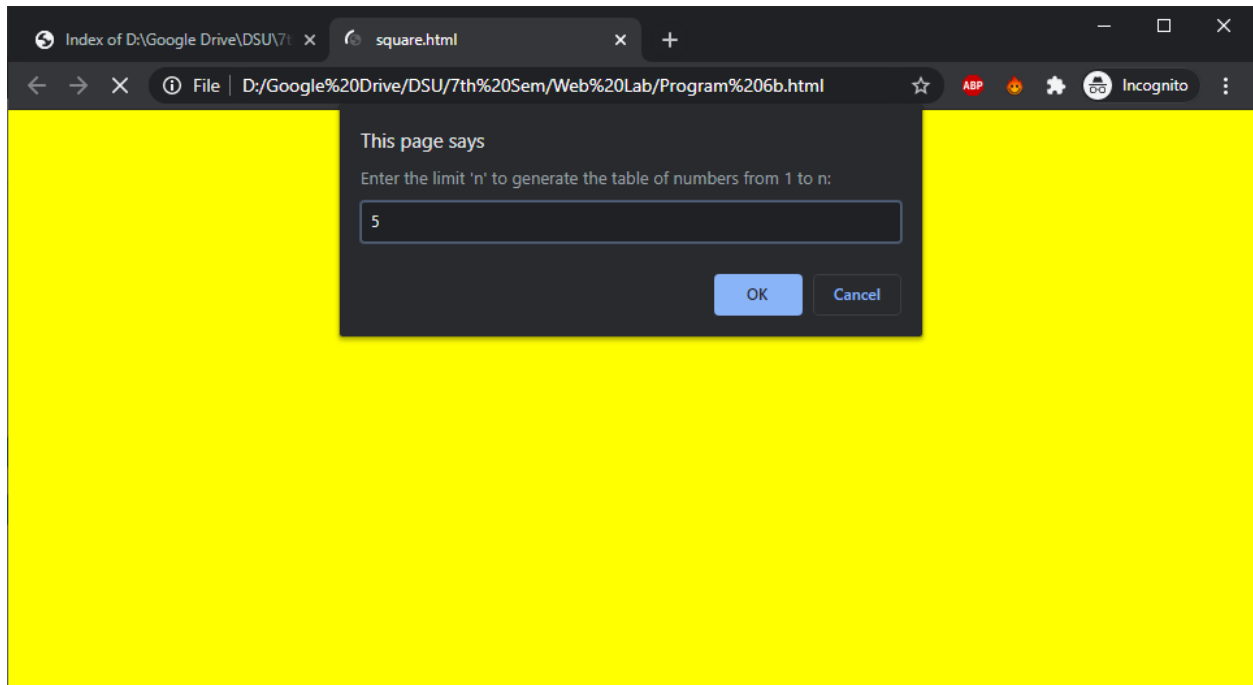 Index of D:\Google Drive\DSU\7t
square.html
File D:/Google%20Drive/DSU/7th%20Sem/Web%20Lab/Program%206b.html ABP Incognito
This page says
Enter the limit 'n' to generate the table of numbers from 1 to n:
5
OK Cancel